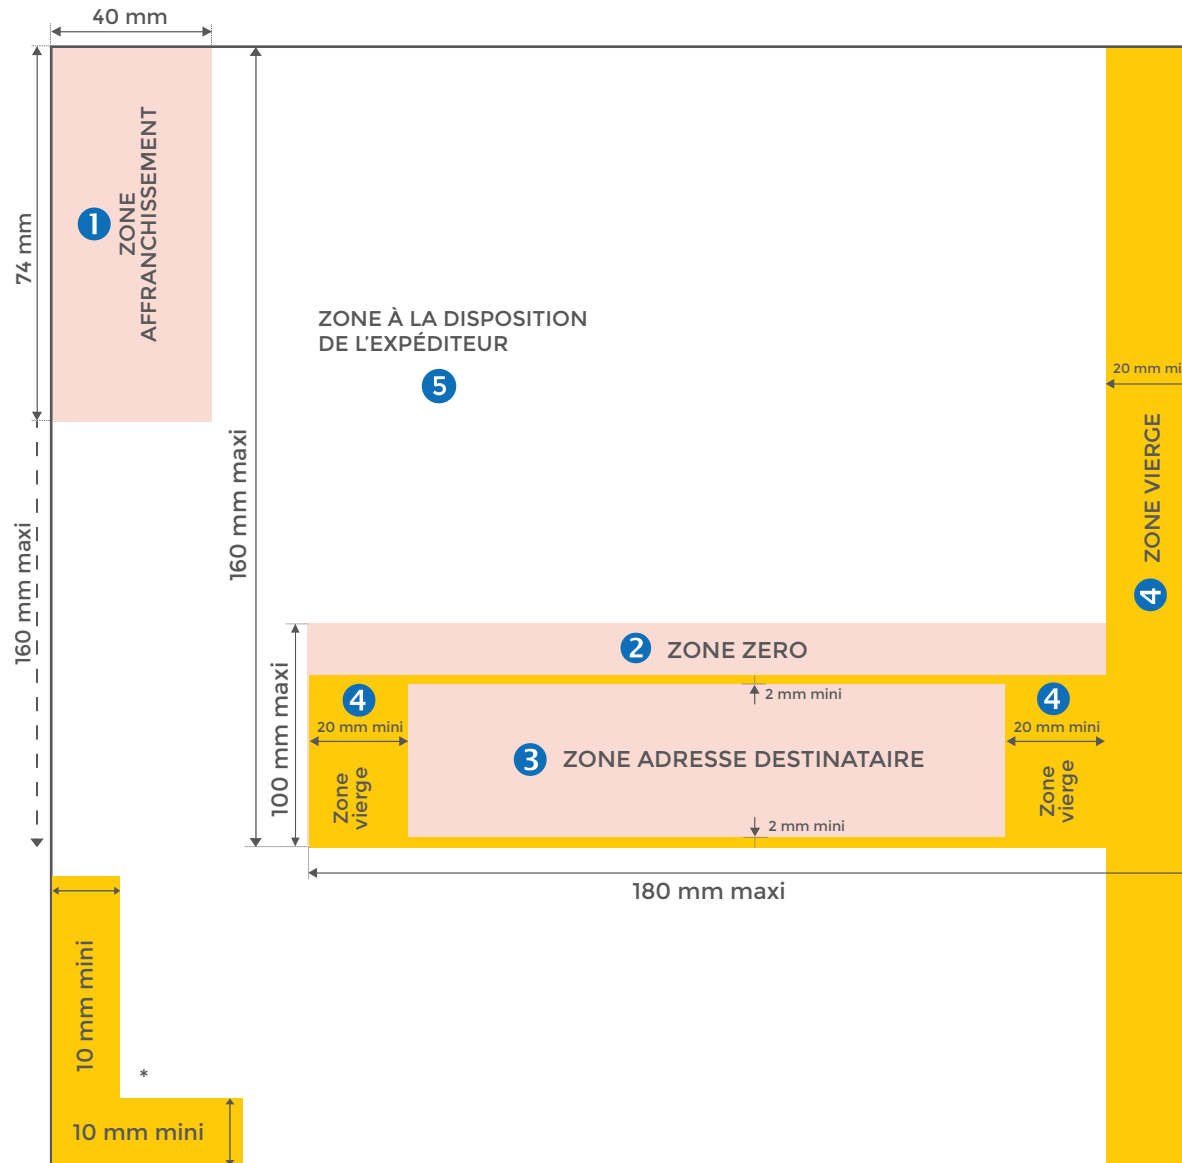 40 mm
74 mm
1
ZONE
AFFRANCHISSEMENT
ZONE À LA DISPOSITION
DE L'EXPÉDITEUR
5
20 mm mi
ZONE VIERGE
4
160 mm maxi
160 mm maxi
100 mm maxi
2 ZONE ZERO
4
20 mm mini
Zone
vierge
2 mm mini
3 ZONE ADRESSE DESTINATAIRE
2 mm mini
4
20 mm mini
Zone
vierge
180 mm maxi
10 mm mini
*
10 mm mini